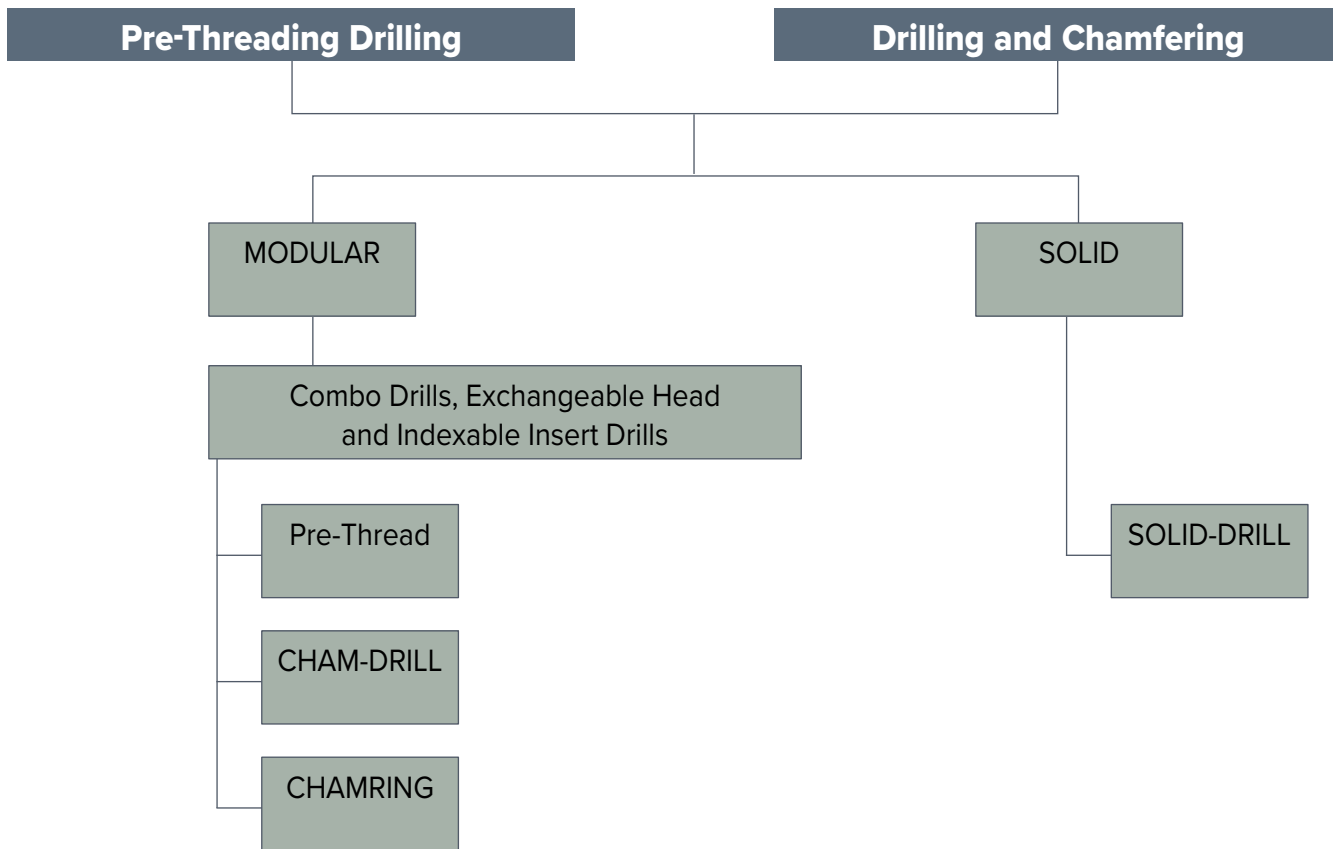 Pre-Threading Drilling
Drilling and Chamfering
MODULAR
SOLID
Combo Drills, Exchangeable Head
and Indexable Insert Drills
Pre-Thread
SOLID-DRILL
CHAM-DRILL
CHAMRING